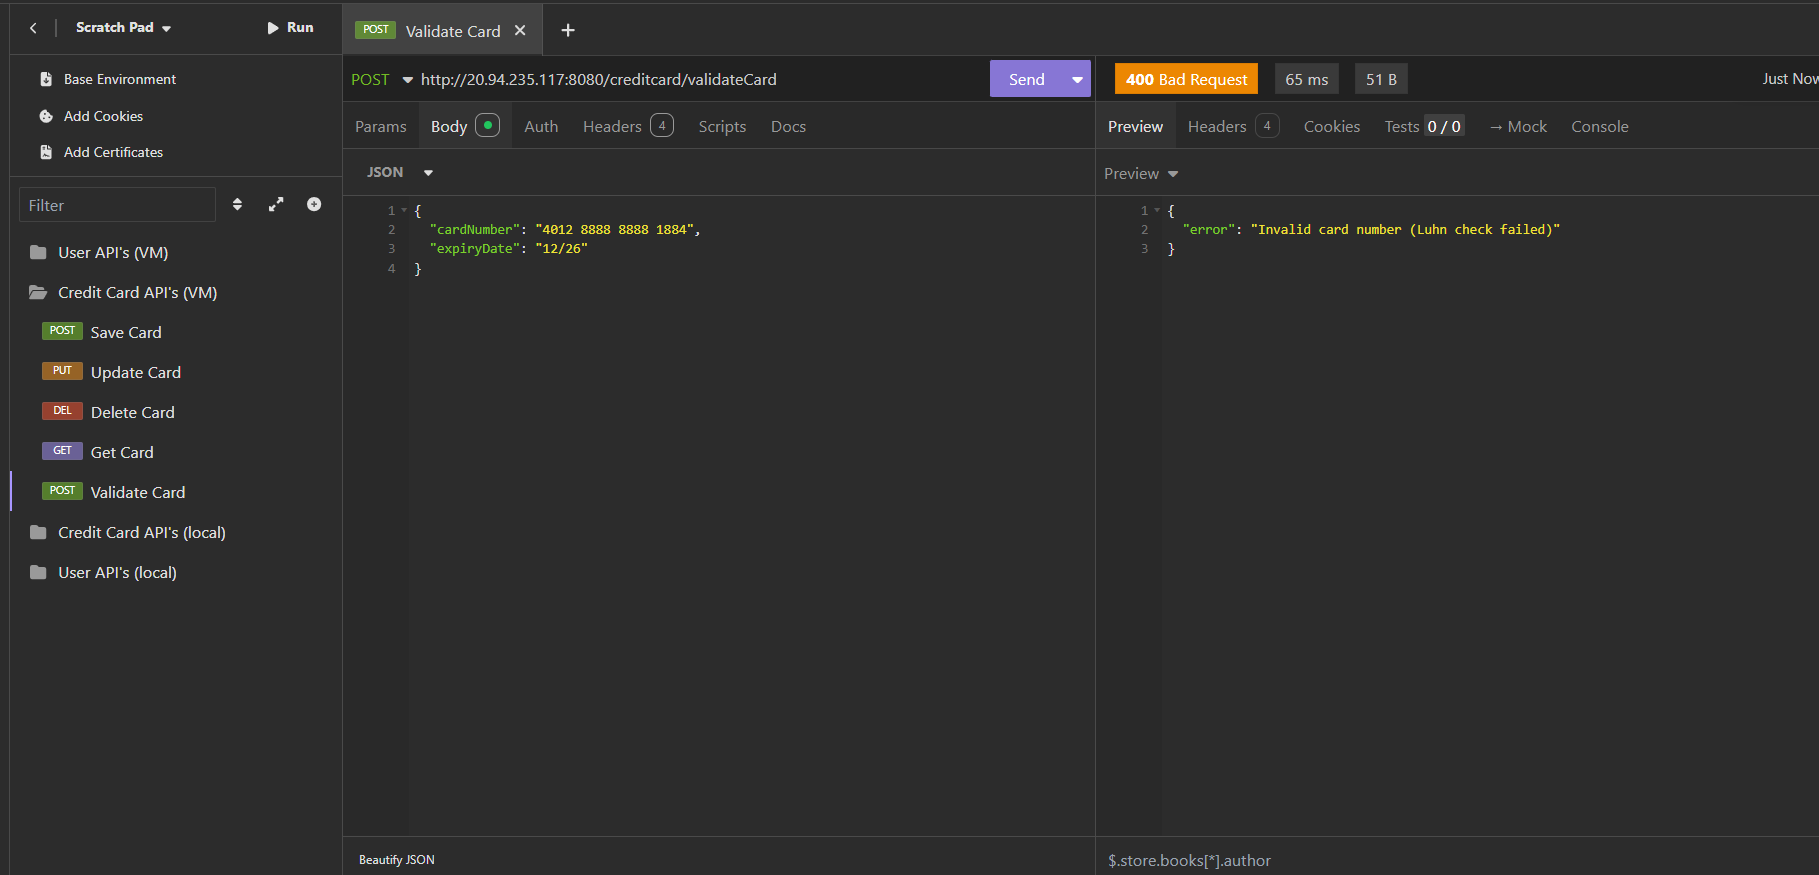 Scratch Pad
Run
Base Environment
Add Cookies
Add Certificates
Filter
User API's (VM)
Credit Card API's (VM)
POST Save Card
PUT Update Card
DEL Delete Card
GET Get Card
POST Validate Card
Credit Card API's (local)
User API's (local)
POST Validate Card
POST http://20.94.235.117:8080/creditcard/validateCard
Send
Params Body Auth Headers 4 Scripts Docs
JSON
1 {
2 "cardNumber": "4012 8888 8888 1884",
3 "expiryDate": "12/26"
4 }
Beautify JSON
400 Bad Request 65 ms 51 B Just Now
Preview Headers 4 Cookies Tests 0 / 0 → Mock Console
Preview
1 {
2 "error": "Invalid card number (Luhn check failed)"
3 }
$.store.books[*].author